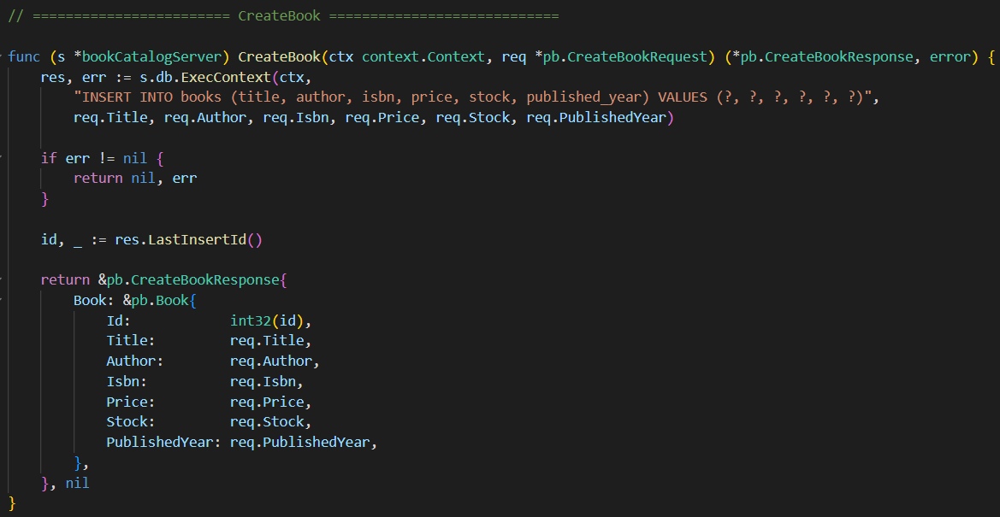 // ======================== CreateBook ============================
func (s *bookCatalogServer) CreateBook(ctx context.Context, req *pb.CreateBookRequest) (*pb.CreateBookResponse, error) {
    res, err := s.db.ExecContext(ctx,
        "INSERT INTO books (title, author, isbn, price, stock, published_year) VALUES (?, ?, ?, ?, ?, ?)",
        req.Title, req.Author, req.Isbn, req.Price, req.Stock, req.PublishedYear)
    if err != nil {
        return nil, err
    }
    id, _ := res.LastInsertId()
    return &pb.CreateBookResponse{
        Book: &pb.Book{
            Id:            int32(id),
            Title:         req.Title,
            Author:        req.Author,
            Isbn:          req.Isbn,
            Price:         req.Price,
            Stock:         req.Stock,
            PublishedYear: req.PublishedYear,
        },
    }, nil
}